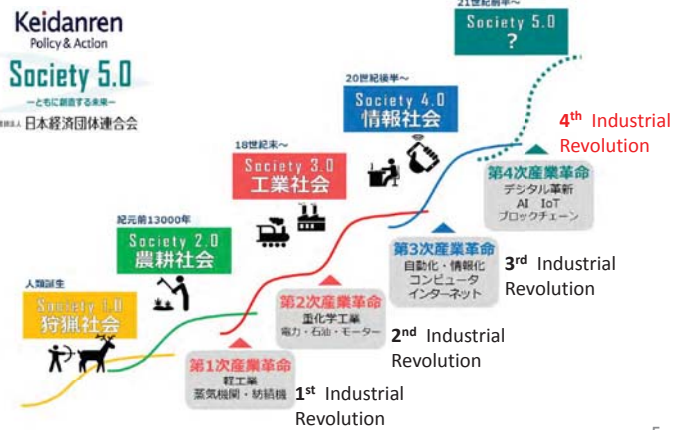 Keidanren
Policy & Action
Society 5.0
ーともに創造する未来ー
日本経済団体連合会
21世紀前半～
Society 5.0
?
20世紀後半～
Society 4.0
情報社会
18世紀末～
Society 3.0
工業社会
紀元前13000年
Society 2.0
農耕社会
人類誕生
Society 1.0
狩猟社会
第1次産業革命
軽工業
蒸気機関・紡績機
1st Industrial
Revolution
第2次産業革命
重化学工業
電力・石油・モーター
2nd Industrial
Revolution
第3次産業革命
自動化・情報化
コンピュータ
インターネット
3rd Industrial
Revolution
第4次産業革命
デジタル革新
AI IoT
ブロックチェーン
4th Industrial
Revolution